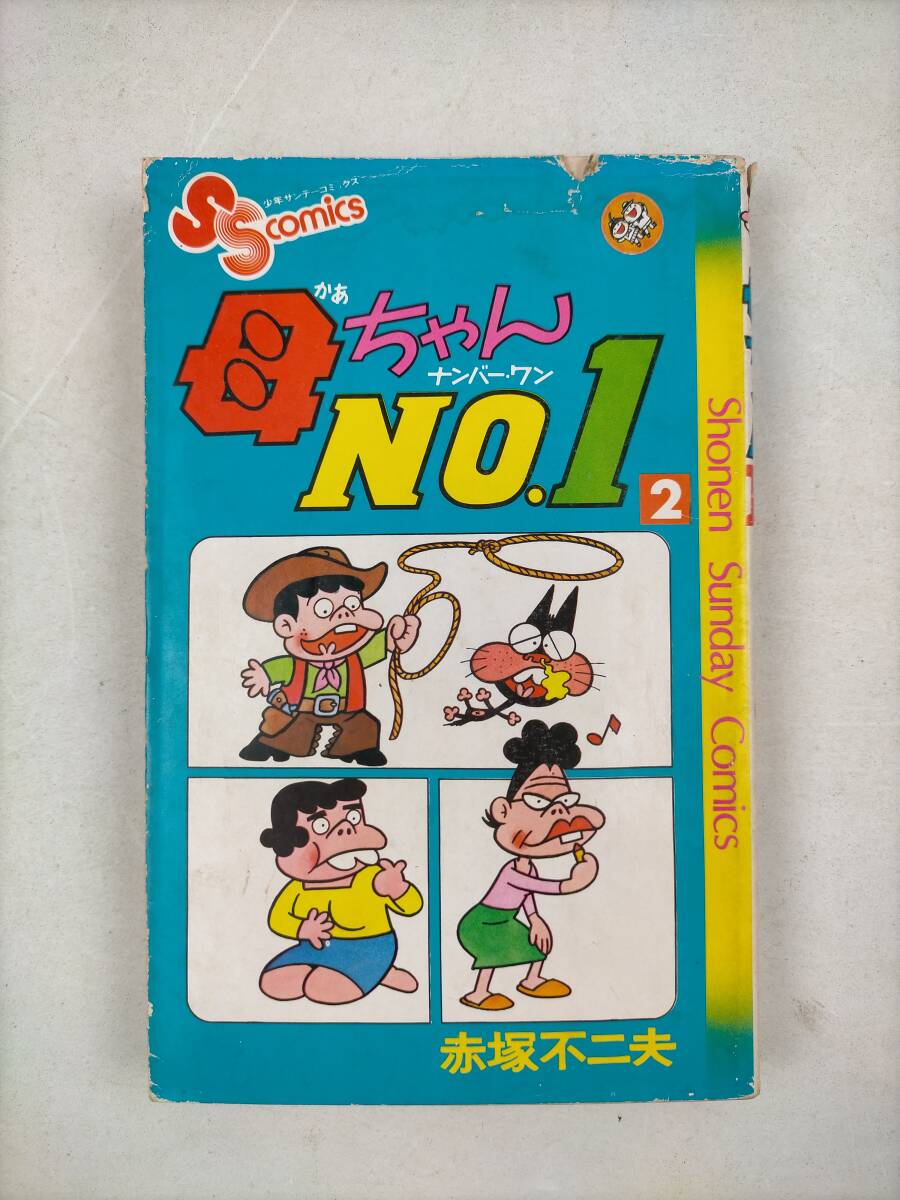 少年サンデーコミックス
SS comics
かあ
母ちゃん
ナンバー・ワン
NO.1
2
Shonen Sunday Comics
赤塚不二夫